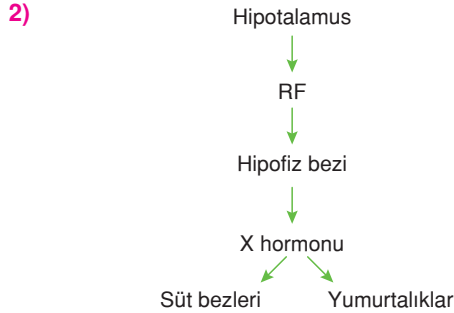 2)
Hipotalamus
RF
Hipofiz bezi
X hormonu
Süt bezleri Yumurtalıklar